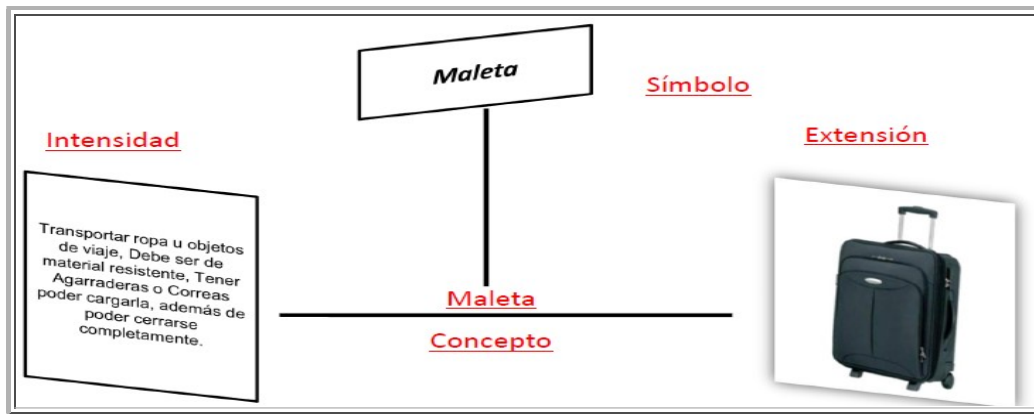 Maleta
Símbolo
Intensidad
Extensión
Transportar ropa u objetos
de viaje, Debe ser de
material resistente, Tener
Agarraderas o Correas
poder cargarla, además de
poder cerrarse
completamente.
Maleta
Concepto